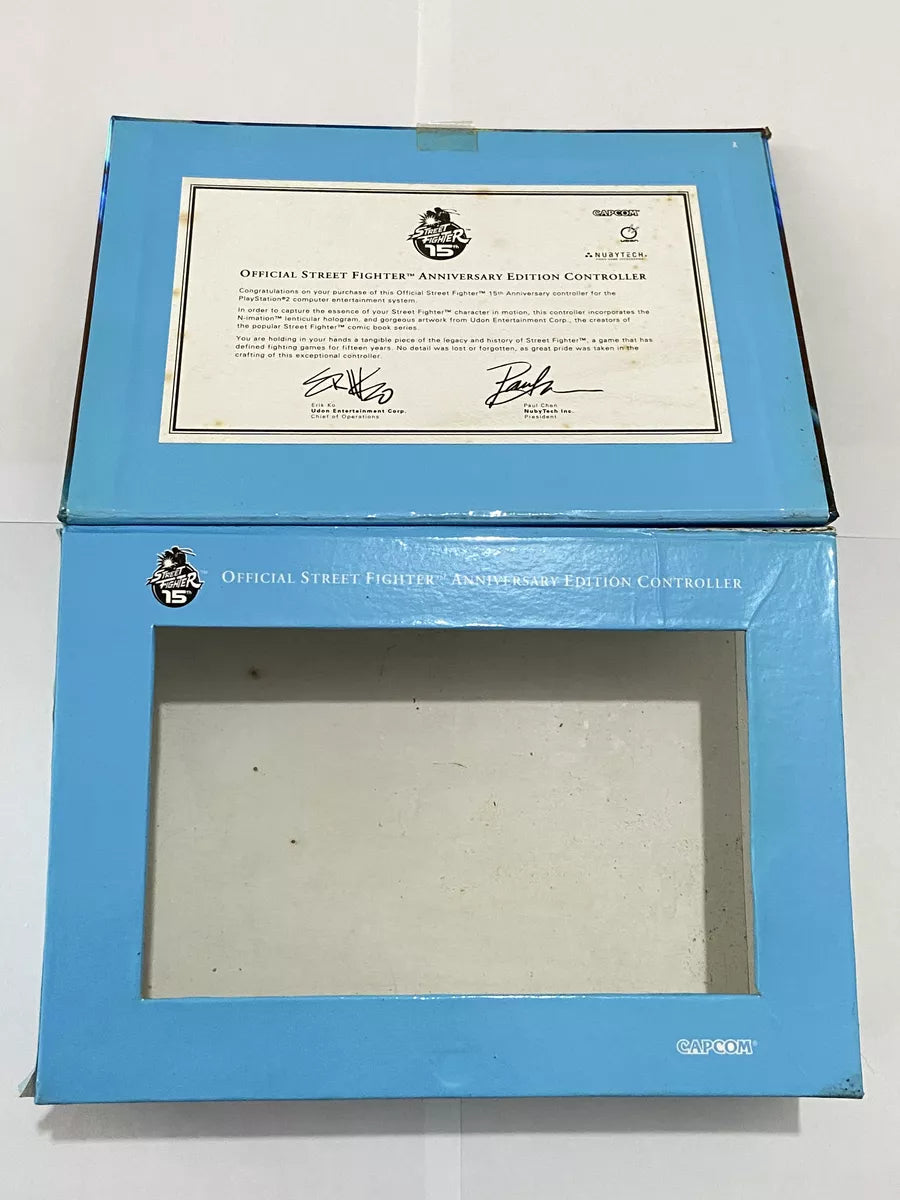 STREET
FIGHTER™
15th
CAPCOM®
UDON
NUBYTECH®
OFFICIAL STREET FIGHTER™ ANNIVERSARY EDITION CONTROLLER
Congratulations on your purchase of this Official Street Fighter™ 15th Anniversary controller for the
PlayStation®2 computer entertainment system.
In order to capture the essence of your Street Fighter™ character in motion, this controller incorporates the
N-imation™ lenticular hologram, and gorgeous artwork from Udon Entertainment Corp., the creators of
the popular Street Fighter™ comic book series.
You are holding in your hands a tangible piece of the legacy and history of Street Fighter™, a game that has
defined fighting games for fifteen years. No detail was lost or forgotten, as great pride was taken in the
crafting of this exceptional controller.
Erik Ko
Udon Entertainment Corp.
Chief of Operations
Paul Chen
NubyTech Inc.
President
STREET
FIGHTER™
15th
OFFICIAL STREET FIGHTER™ ANNIVERSARY EDITION CONTROLLER
CAPCOM®